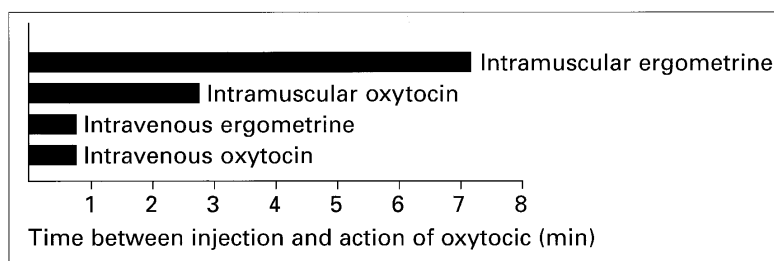 Intramuscular ergometrine
Intramuscular oxytocin
Intravenous ergometrine
Intravenous oxytocin
1 2 3 4 5 6 7 8
Time between injection and action of oxytocic (min)